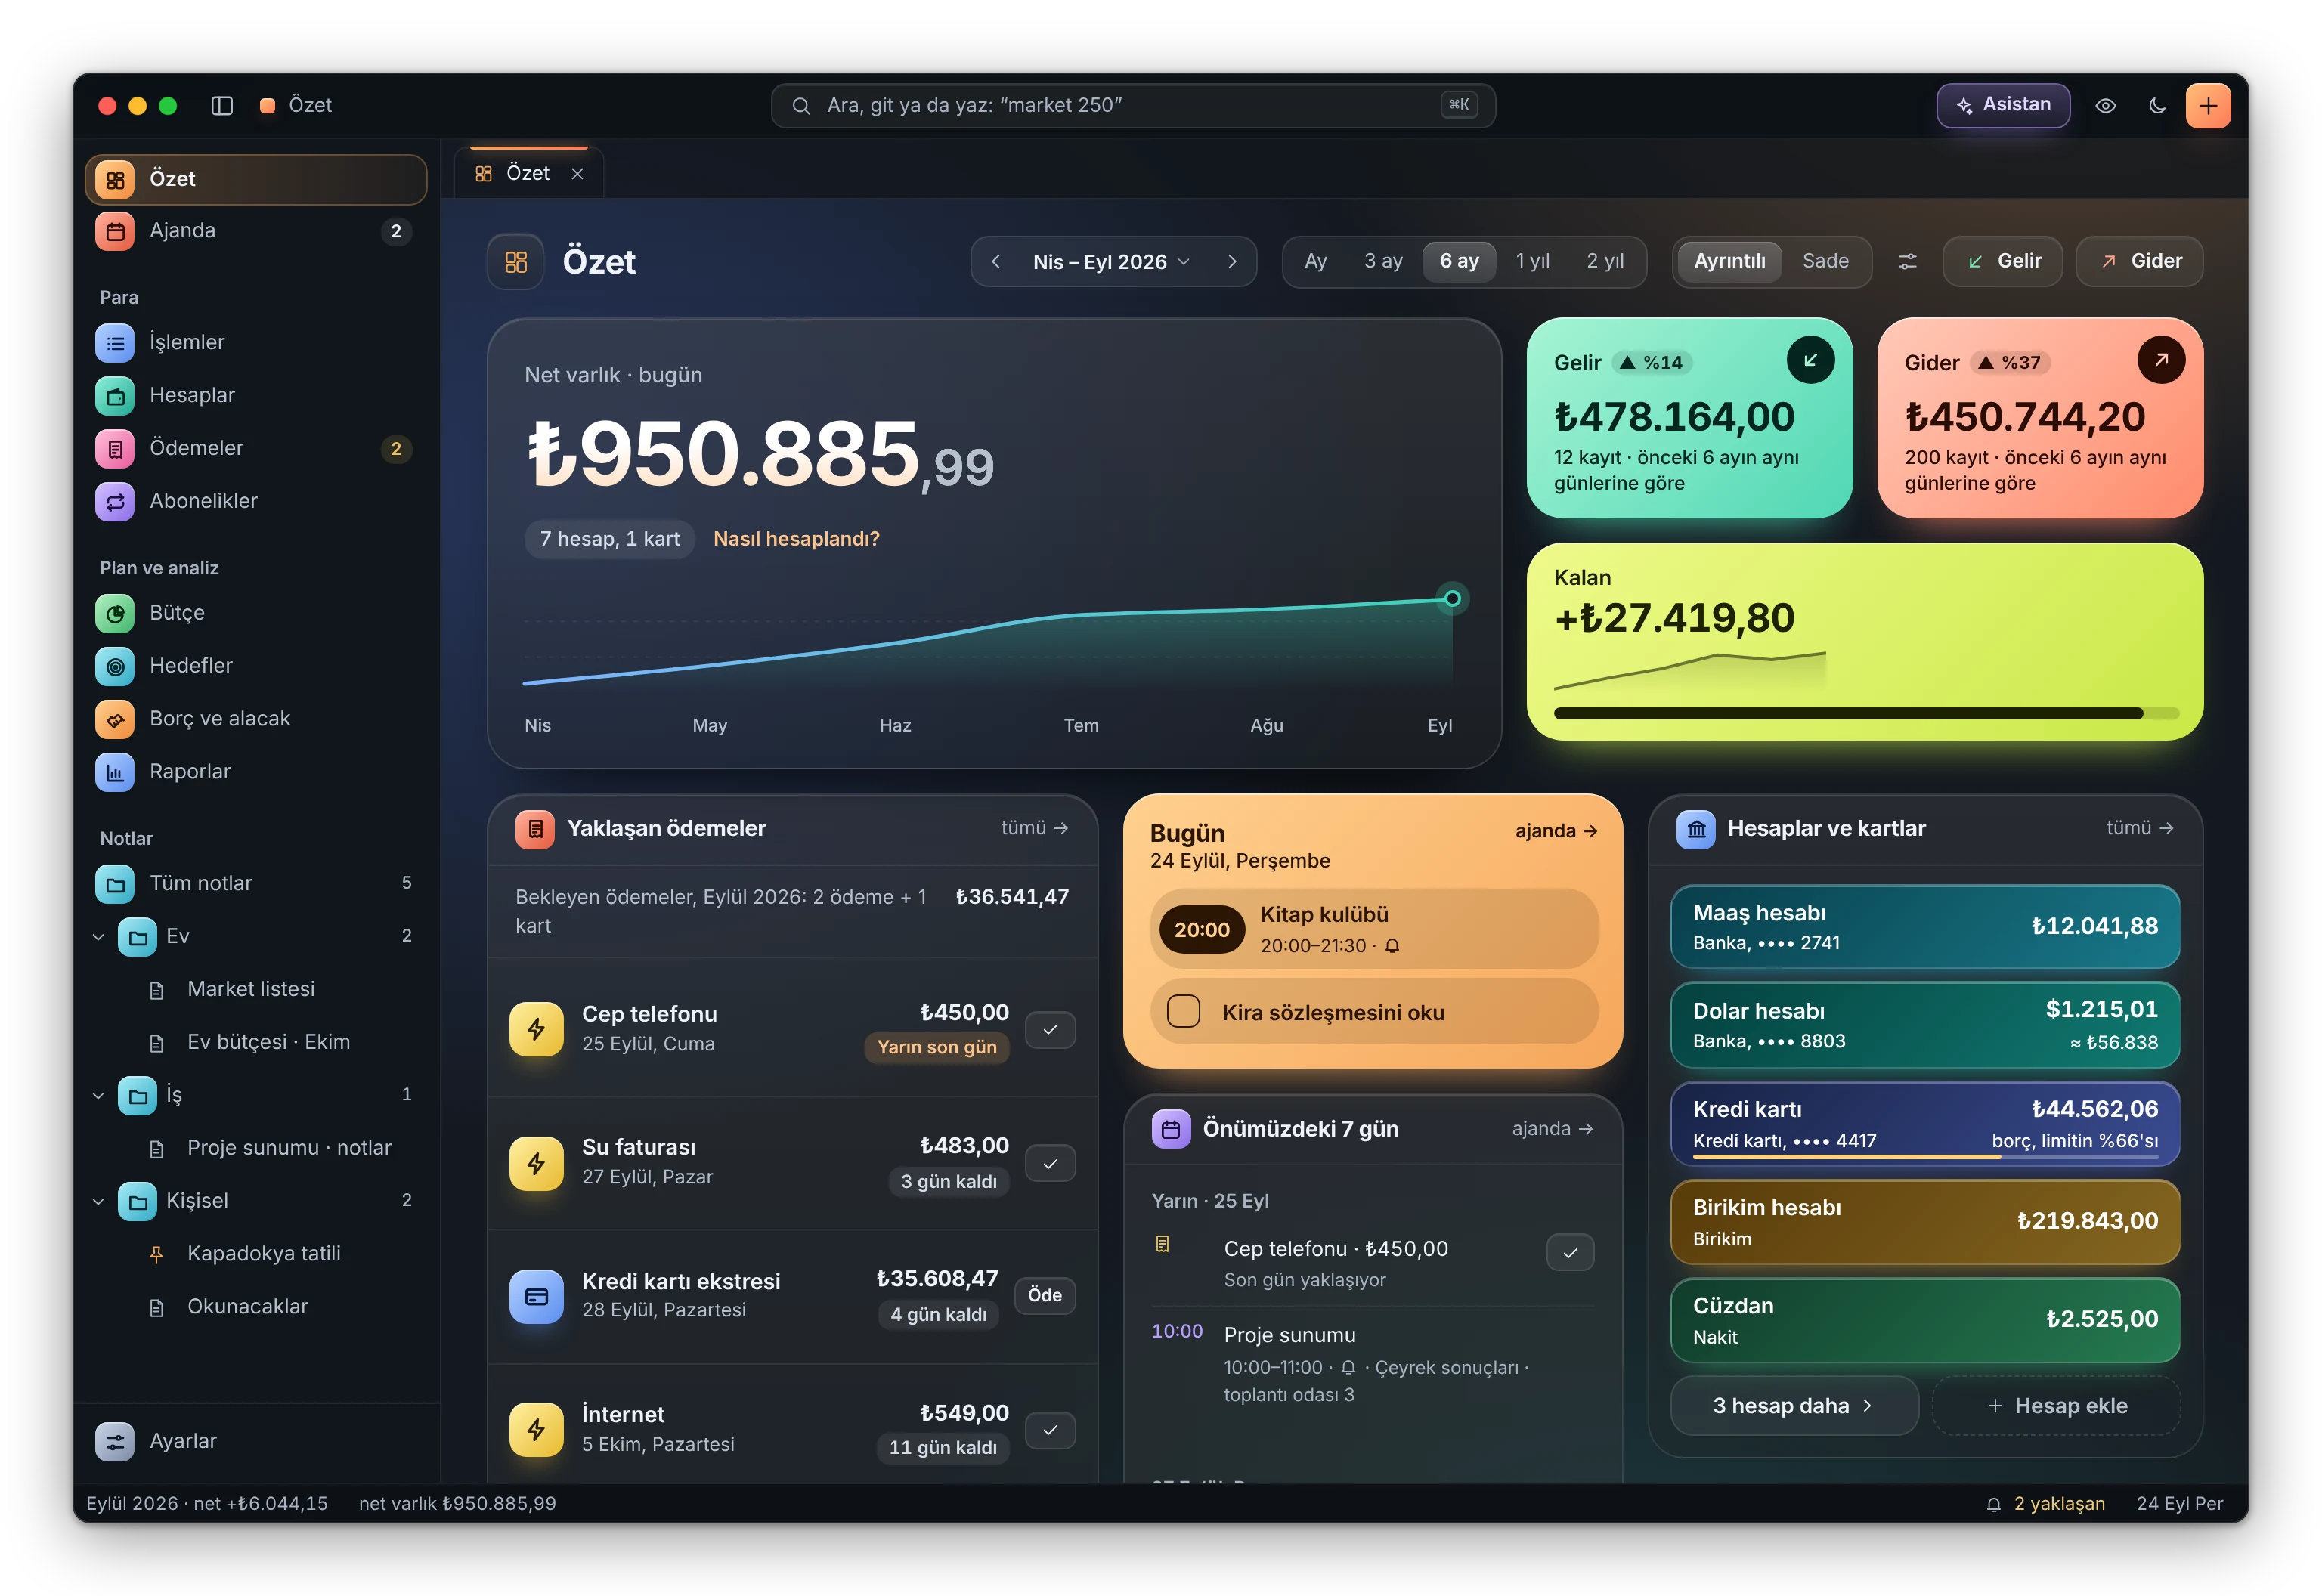 Özet
Ara, git ya da yaz: “market 250”
⌘K
Asistan
Özet
Ajanda
2
Para
İşlemler
Hesaplar
Ödemeler
2
Abonelikler
Plan ve analiz
Bütçe
Hedefler
Borç ve alacak
Raporlar
Notlar
Tüm notlar
5
Ev
2
Market listesi
Ev bütçesi · Ekim
İş
1
Proje sunumu · notlar
Kişisel
2
Kapadokya tatili
Okunacaklar
Ayarlar
Özet
Özet
Nis – Eyl 2026
Ay
3 ay
6 ay
1 yıl
2 yıl
Ayrıntılı
Sade
Gelir
Gider
Net varlık · bugün
₺950.885,99
7 hesap, 1 kart
Nasıl hesaplandı?
Nis
May
Haz
Tem
Ağu
Eyl
Gelir
▲ %14
₺478.164,00
12 kayıt · önceki 6 ayın aynı
günlerine göre
Gider
▲ %37
₺450.744,20
200 kayıt · önceki 6 ayın aynı
günlerine göre
Kalan
+₺27.419,80
Yaklaşan ödemeler
tümü →
Bekleyen ödemeler, Eylül 2026: 2 ödeme + 1
kart
₺36.541,47
Cep telefonu
25 Eylül, Cuma
₺450,00
Yarın son gün
Su faturası
27 Eylül, Pazar
₺483,00
3 gün kaldı
Kredi kartı ekstresi
28 Eylül, Pazartesi
₺35.608,47
4 gün kaldı
Öde
İnternet
5 Ekim, Pazartesi
₺549,00
11 gün kaldı
Bugün
24 Eylül, Perşembe
ajanda →
20:00
Kitap kulübü
20:00–21:30 ·
Kira sözleşmesini oku
Önümüzdeki 7 gün
ajanda →
Yarın · 25 Eyl
Cep telefonu · ₺450,00
Son gün yaklaşıyor
10:00
Proje sunumu
10:00–11:00 · · Çeyrek sonuçları ·
toplantı odası 3
Hesaplar ve kartlar
tümü →
Maaş hesabı
Banka, •••• 2741
₺12.041,88
Dolar hesabı
Banka, •••• 8803
$1.215,01
≈ ₺56.838
Kredi kartı
Kredi kartı, •••• 4417
₺44.562,06
borç, limitin %66'sı
Birikim hesabı
Birikim
₺219.843,00
Cüzdan
Nakit
₺2.525,00
3 hesap daha
+ Hesap ekle
Eylül 2026 · net +₺6.044,15
net varlık ₺950.885,99
2 yaklaşan
24 Eyl Per